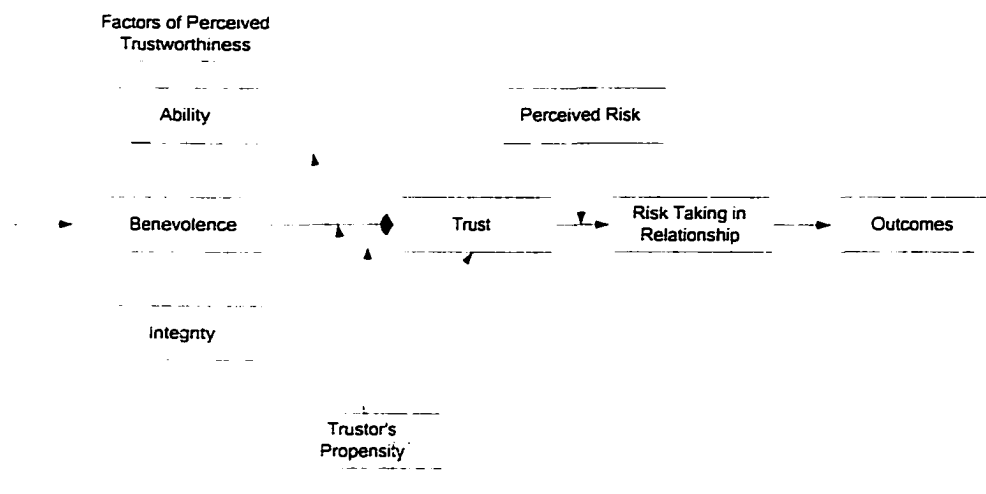 Factors of Perceived
Trustworthiness
Ability
Perceived Risk
Benevolence
Trust
Risk Taking in
Relationship
Outcomes
Integrity
Trustor's
Propensity